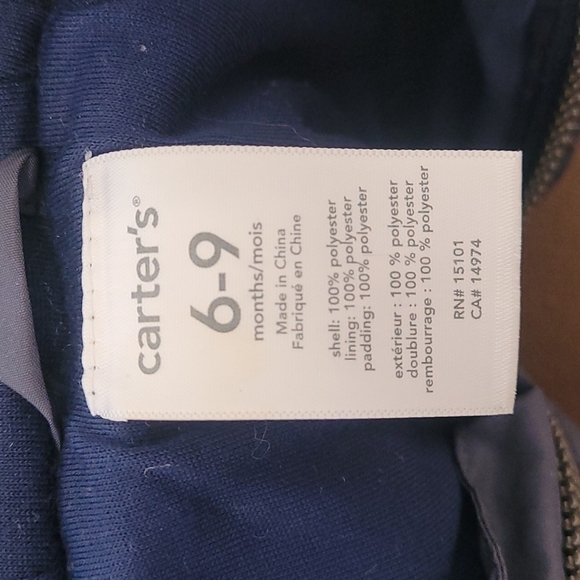 carter's®
6-9
months/mois
Made in China
Fabriqué en Chine
shell: 100% polyester
lining: 100% polyester
padding: 100% polyester
extérieur : 100 % polyester
doublure : 100 % polyester
rembourrage : 100 % polyester
RN# 15101
CA# 14974